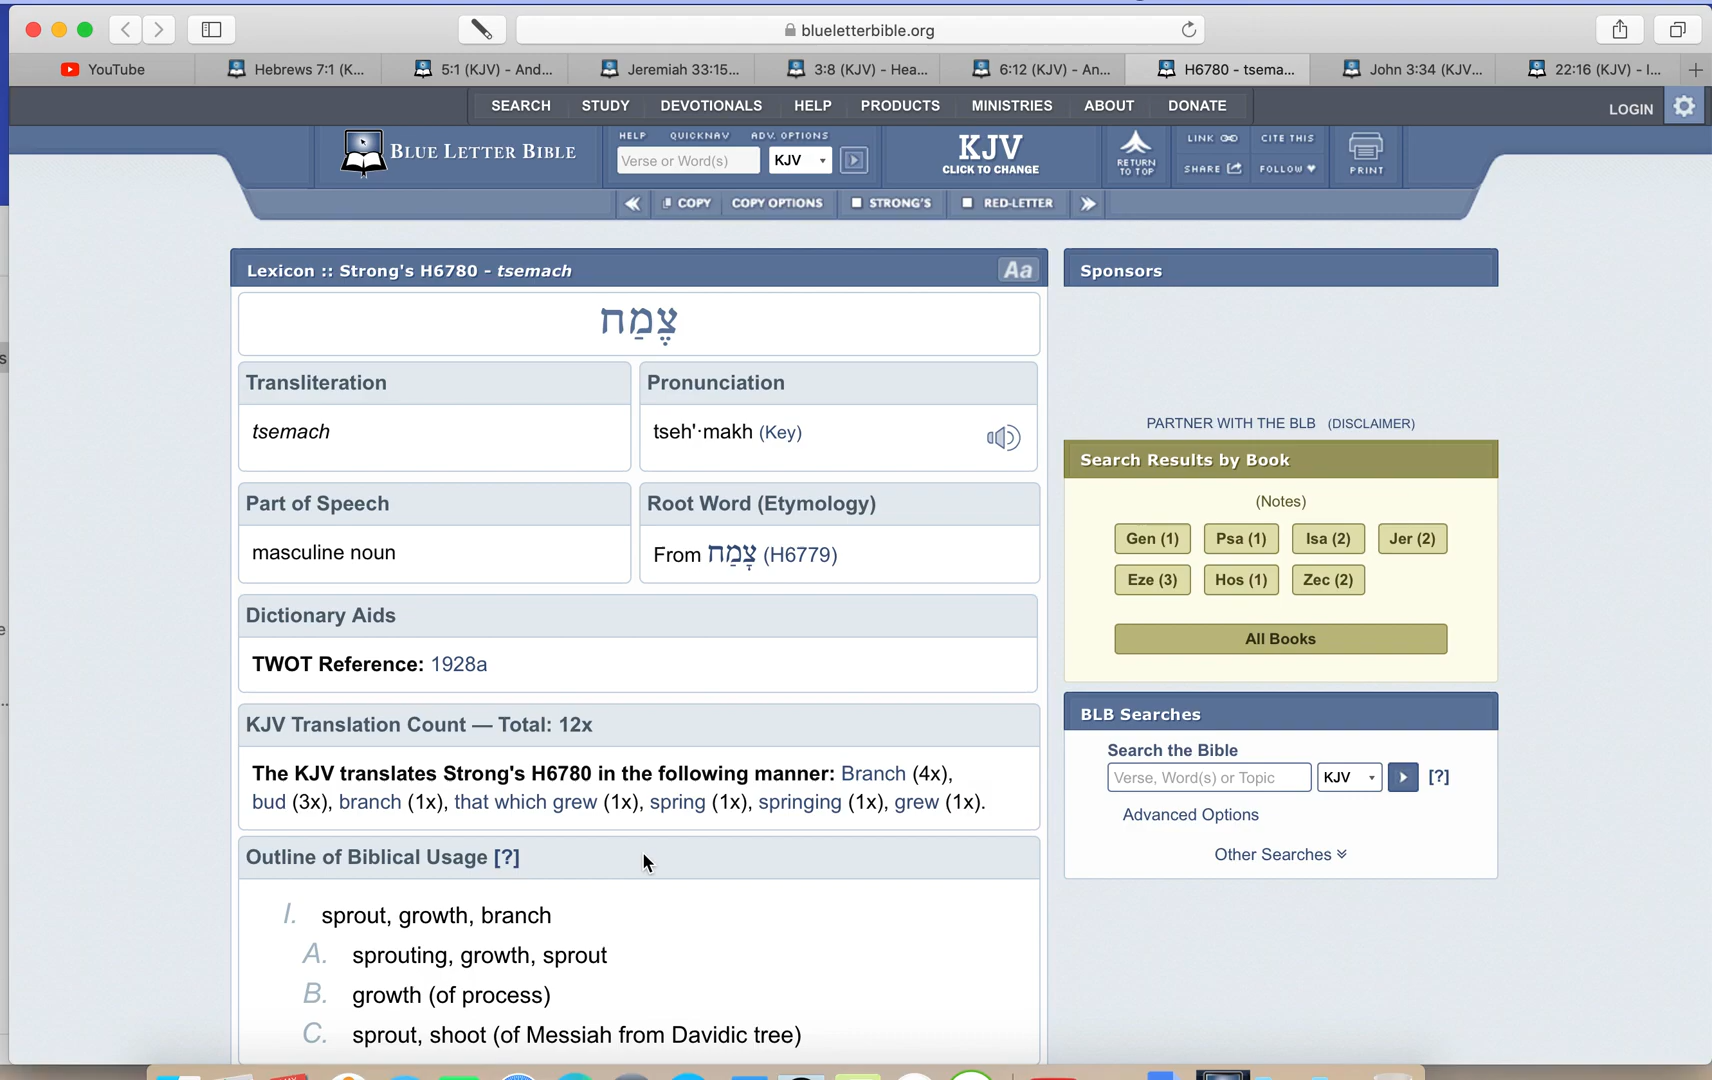 blueletterbible.org
YouTube
Hebrews 7:1 (K...
5:1 (KJV) - And...
Jeremiah 33:15...
3:8 (KJV) - Hea...
6:12 (KJV) - An...
H6780 - tsema...
John 3:34 (KJV...
22:16 (KJV) - I...
SEARCH STUDY DEVOTIONALS HELP PRODUCTS MINISTRIES ABOUT DONATE
LOGIN
BLUE LETTER BIBLE
HELP QUICKNAV ADV. OPTIONS
Verse or Word(s) KJV
KJV
CLICK TO CHANGE
RETURN
TO TOP
LINK CITE THIS
SHARE FOLLOW
PRINT
COPY COPY OPTIONS STRONG'S RED-LETTER
Lexicon :: Strong's H6780 - tsemach
Aa
צֶמַח
Transliteration
tsemach
Pronunciation
tseh'·makh (Key)
Part of Speech
masculine noun
Root Word (Etymology)
From צָמַח (H6779)
Dictionary Aids
TWOT Reference: 1928a
KJV Translation Count — Total: 12x
The KJV translates Strong's H6780 in the following manner: Branch (4x),
bud (3x), branch (1x), that which grew (1x), spring (1x), springing (1x), grew (1x).
Outline of Biblical Usage [?]
I. sprout, growth, branch
A. sprouting, growth, sprout
B. growth (of process)
C. sprout, shoot (of Messiah from Davidic tree)
Sponsors
PARTNER WITH THE BLB (DISCLAIMER)
Search Results by Book
(Notes)
Gen (1) Psa (1) Isa (2) Jer (2)
Eze (3) Hos (1) Zec (2)
All Books
BLB Searches
Search the Bible
Verse, Word(s) or Topic KJV [?]
Advanced Options
Other Searches